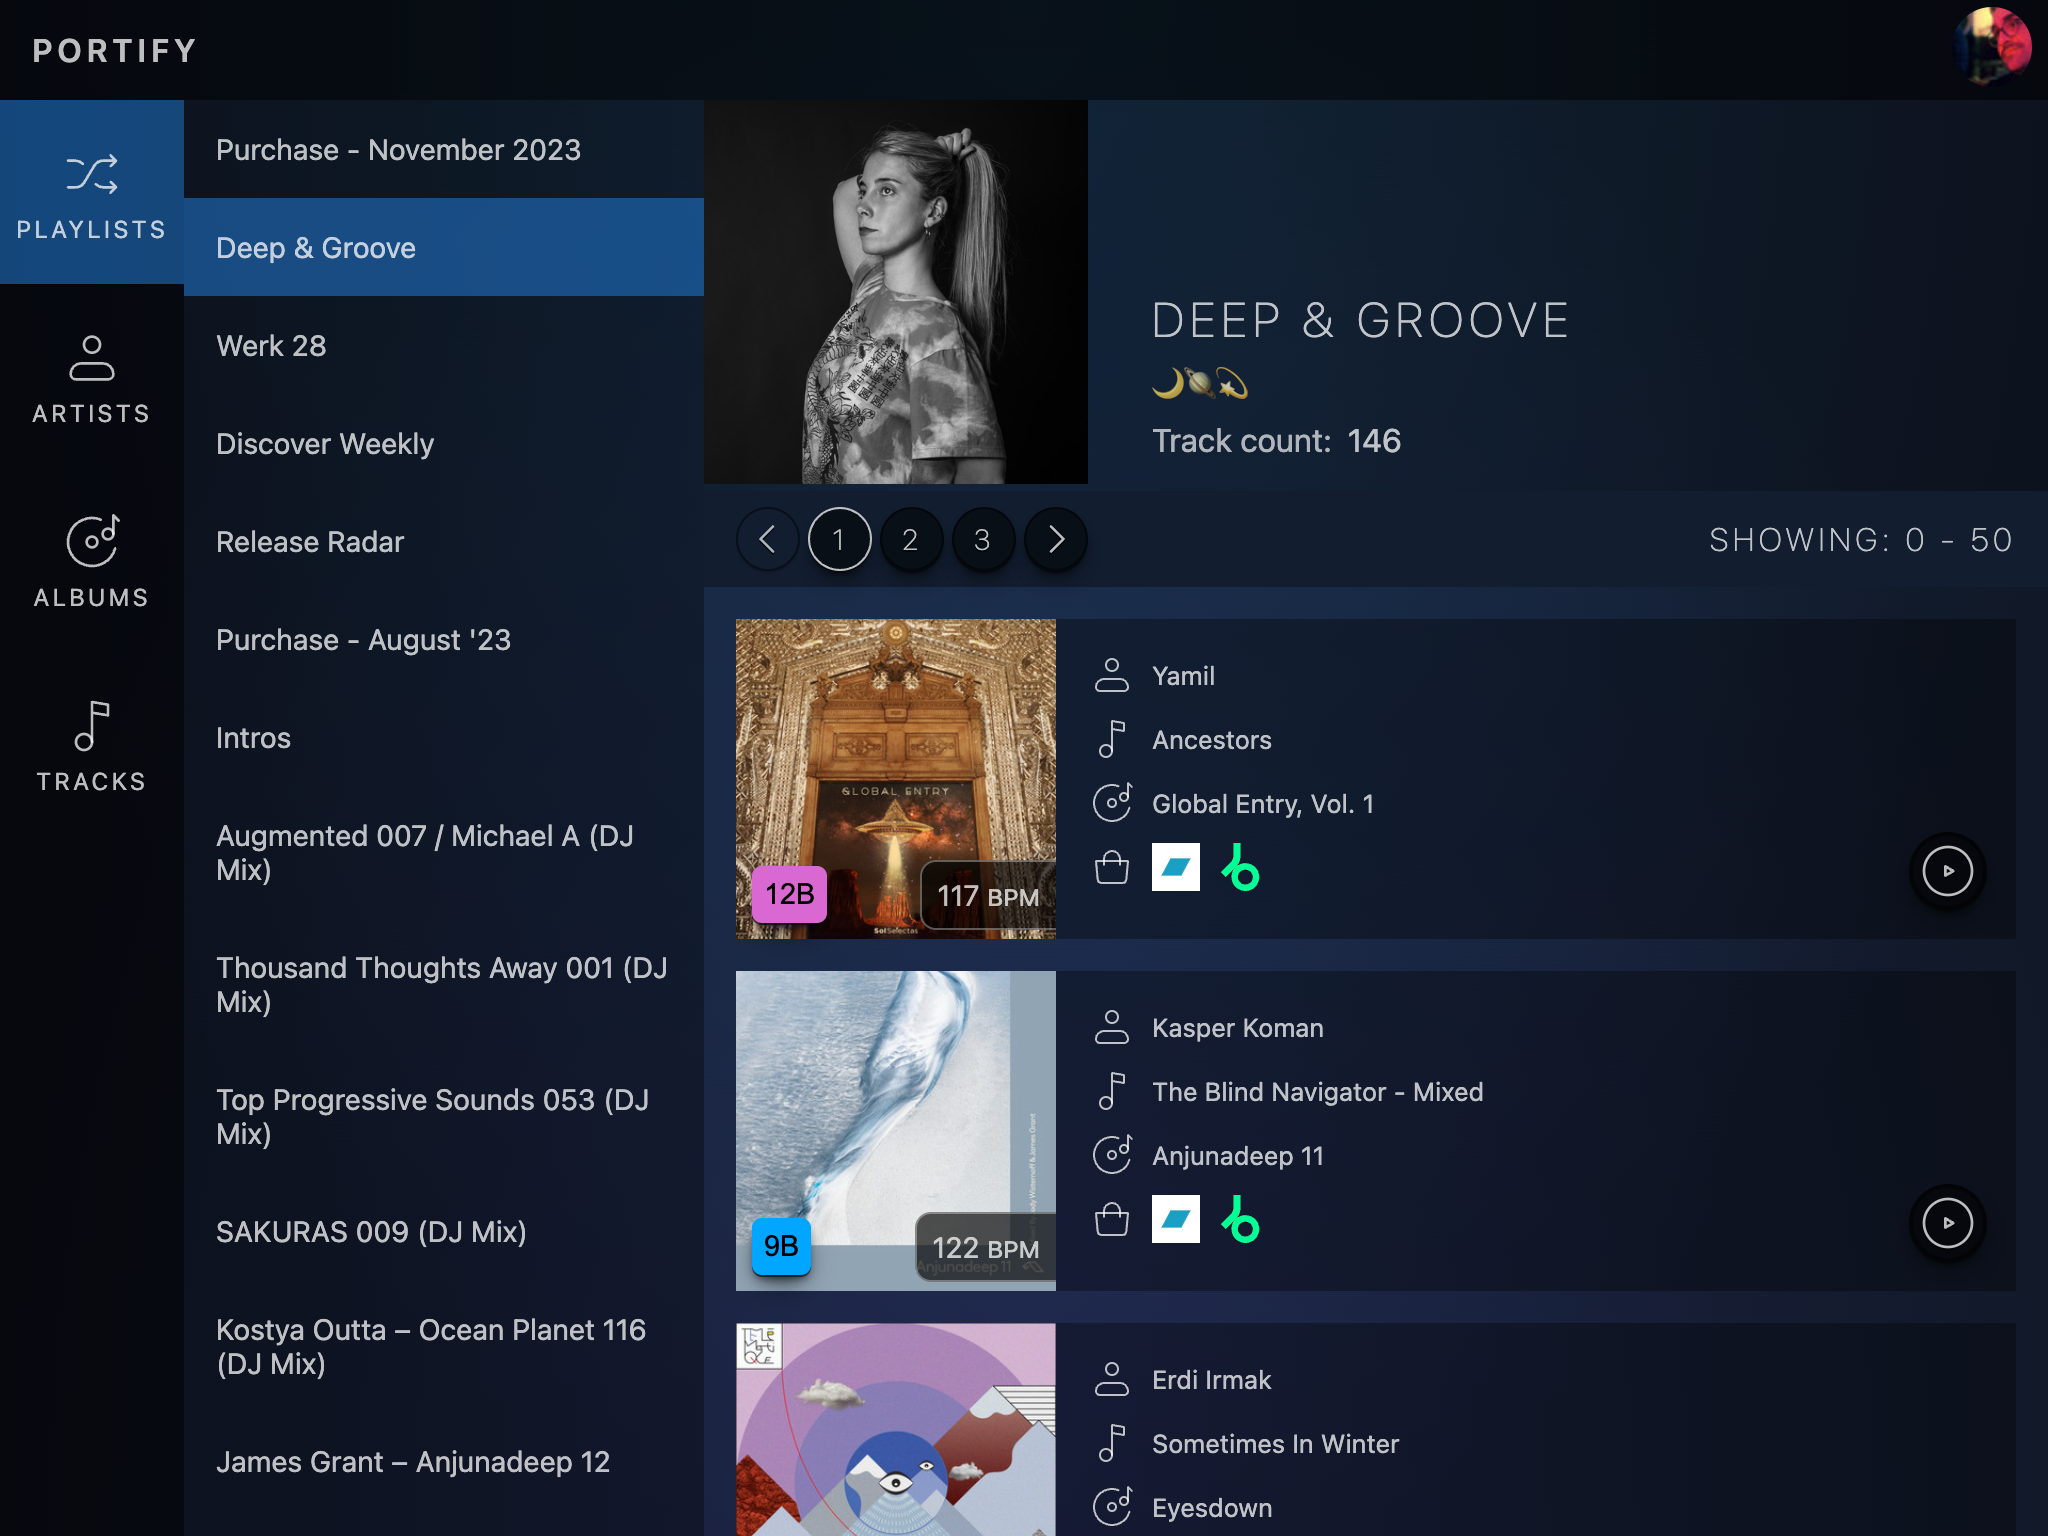 PORTIFY
PLAYLISTS
ARTISTS
ALBUMS
TRACKS
Purchase - November 2023
Deep & Groove
Werk 28
Discover Weekly
Release Radar
Purchase - August '23
Intros
Augmented 007 / Michael A (DJ
Mix)
Thousand Thoughts Away 001 (DJ
Mix)
Top Progressive Sounds 053 (DJ
Mix)
SAKURAS 009 (DJ Mix)
Kostya Outta – Ocean Planet 116
(DJ Mix)
James Grant – Anjunadeep 12
DEEP & GROOVE
🌙🪐💫
Track count: 146
1
2
3
SHOWING: 0 - 50
GLOBAL ENTRY
SolSelectas
12B
117 BPM
Yamil
Ancestors
Global Entry, Vol. 1
9B
122 BPM
Anjunadeep 11
Kasper Koman
The Blind Navigator - Mixed
Anjunadeep 11
Erdi Irmak
Sometimes In Winter
Eyesdown